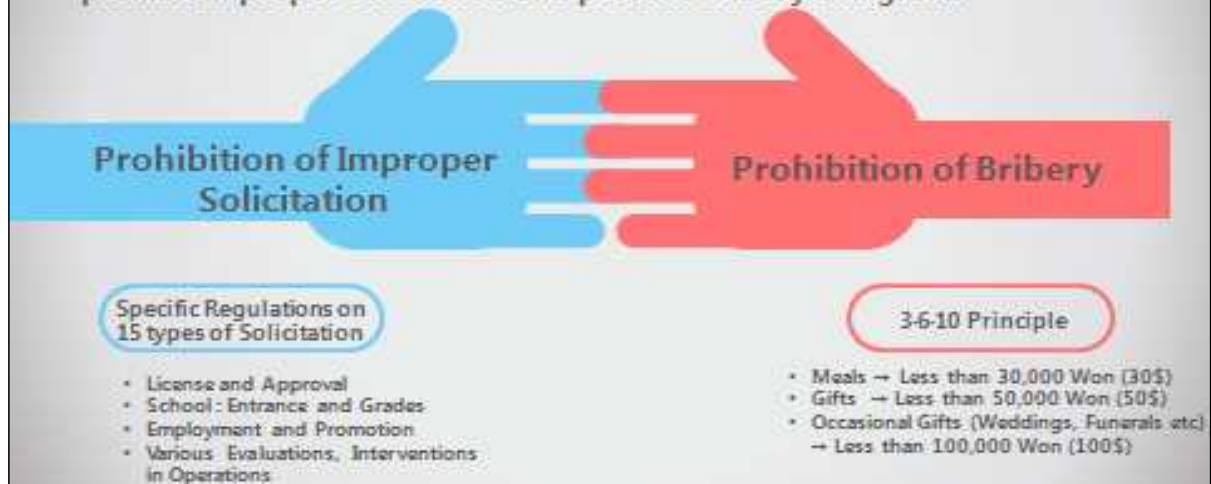 Prohibition of Improper
Solicitation
Prohibition of Bribery
Specific Regulations on
15 types of Solicitation
3-6-10 Principle
• License and Approval
• School : Entrance and Grades
• Employment and Promotion
• Various Evaluations, Interventions
in Operations
• Meals → Less than 30,000 Won (30$)
• Gifts → Less than 50,000 Won (50$)
• Occasional Gifts (Weddings, Funerals etc)
→ Less than 100,000 Won (100$)